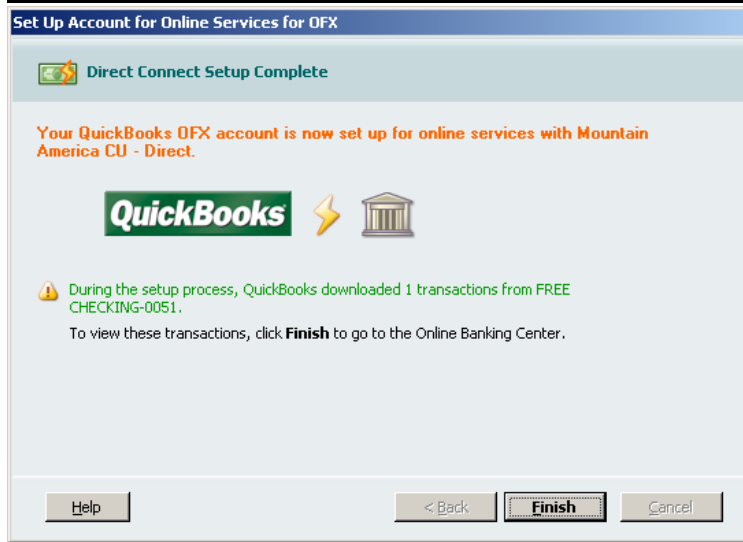 Set Up Account for Online Services for OFX
Direct Connect Setup Complete
Your QuickBooks OFX account is now set up for online services with Mountain
America CU - Direct.
QuickBooks
During the setup process, QuickBooks downloaded 1 transactions from FREE
CHECKING-0051.
To view these transactions, click Finish to go to the Online Banking Center.
Help
< Back
Finish
Cancel